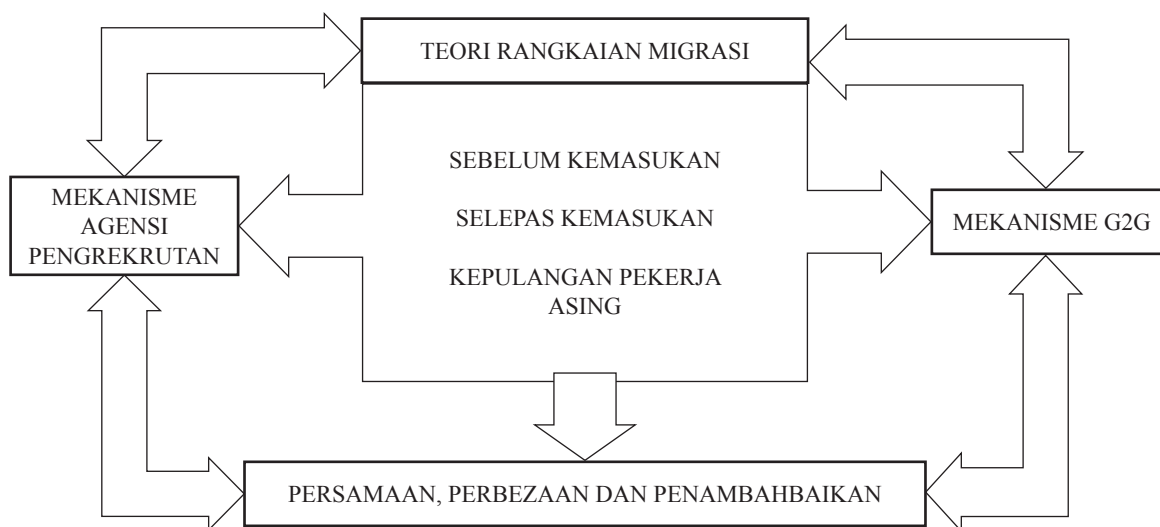 TEORI RANGKAIAN MIGRASI
SEBELUM KEMASUKAN
SELEPAS KEMASUKAN
KEPULANGAN PEKERJA
ASING
MEKANISME
AGENSI
PENGREKRUTAN
MEKANISME G2G
PERSAMAAN, PERBEZAAN DAN PENAMBAHBAIKAN